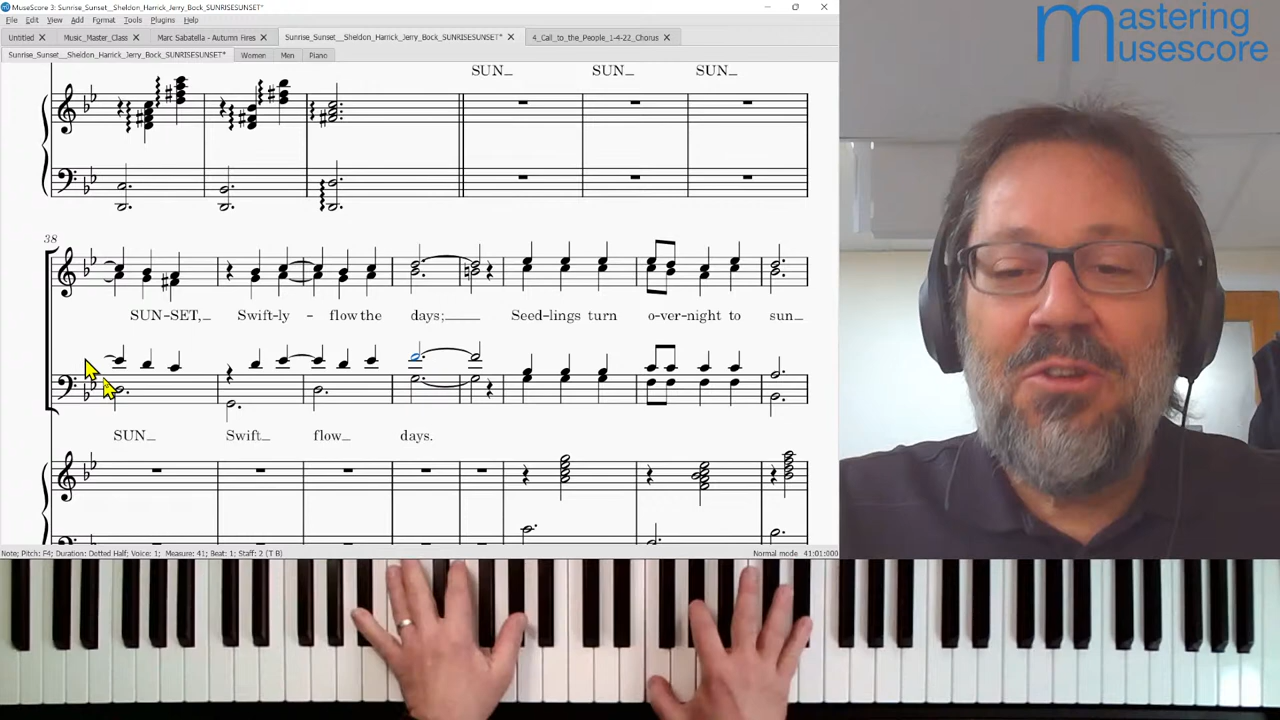 MuseScore 3: Sunrise_Sunset__Sheldon_Harrick_Jerry_Bock_SUNRISESUNSET*
File Edit View Add Format Tools Plugins Help
Untitled Music_Master_Class Marc Sabatella - Autumn Fires Sunrise_Sunset__Sheldon_Harrick_Jerry_Bock_SUNRISESUNSET* 4_Call_to_the_People_1-4-22_Chorus
Sunrise_Sunset__Sheldon_Harrick_Jerry_Bock_SUNRISESUNSET* Women Men Piano
SUN_ SUN_ SUN_
38
SUN-SET,_ Swift-ly - flow the days;___ Seed-lings turn o-ver-night to sun_
SUN_ Swift_ flow_ days.
Note; Pitch: F4; Duration: Dotted Half; Voice: 1; Measure: 41; Beat: 1; Staff: 2 (T B) Normal mode 41:01:000
Mastering
Musescore